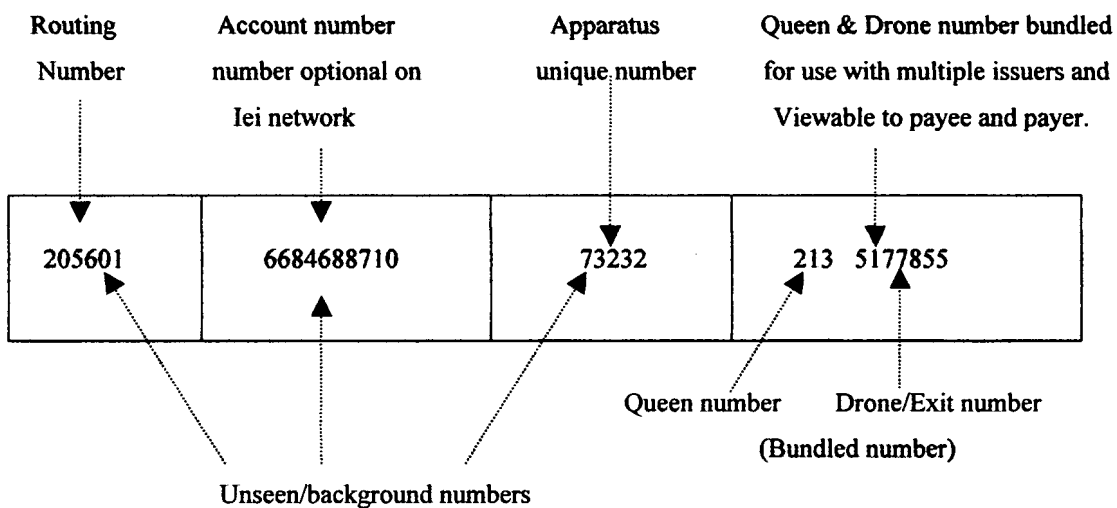 Routing Account number Apparatus Queen & Drone number bundled
Number number optional on unique number for use with multiple issuers and
Iei network Viewable to payee and payer.
205601 6684688710 73232 213 5177855
Queen number Drone/Exit number
(Bundled number)
Unseen/background numbers